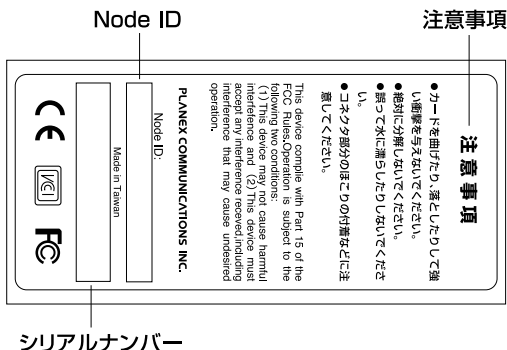 Node ID
注意事項
注意事項
●カードを曲げたり、落としたりして強
い衝撃を与えないでください。
●絶対に分解しないでください。
●誤って水に濡らしたりしないでくださ
い。
●コネクタ部分のほこりの付着などに注
意してください。
This device complie with Part 15 of the
FCC Rules.Operation is subject to the
following two conditions:
(1)This device may not cause harmful
interference and (2)This device must
accept any interference receved,including
interference that may cause undesired
operation.
PLANEX COMMUNICATIONS INC.
Node ID:
Made in Taiwan
CE
VCI
FC
シリアルナンバー